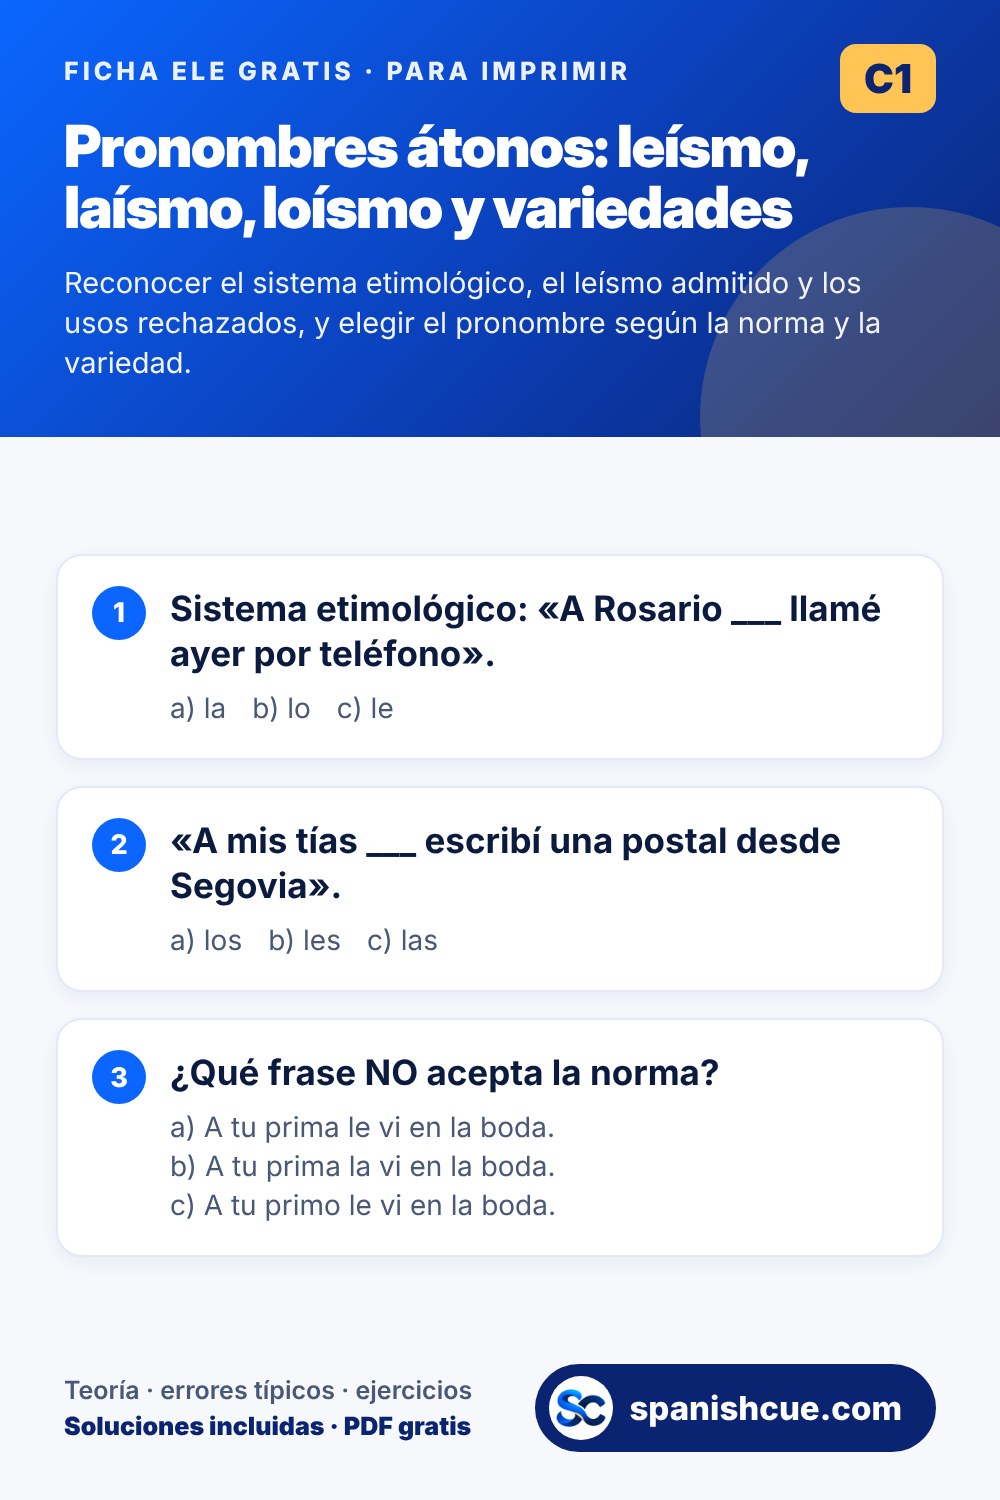 FICHA ELE GRATIS · PARA IMPRIMIR
C1
Pronombres átonos: leísmo,
laísmo, loísmo y variedades
Reconocer el sistema etimológico, el leísmo admitido y los
usos rechazados, y elegir el pronombre según la norma y la
variedad.
1
Sistema etimológico: «A Rosario ___ llamé
ayer por teléfono».
a) la b) lo c) le
2
«A mis tías ___ escribí una postal desde
Segovia».
a) los b) les c) las
3
¿Qué frase NO acepta la norma?
a) A tu prima le vi en la boda.
b) A tu prima la vi en la boda.
c) A tu primo le vi en la boda.
Teoría · errores típicos · ejercicios
Soluciones incluidas · PDF gratis
SC spanishcue.com